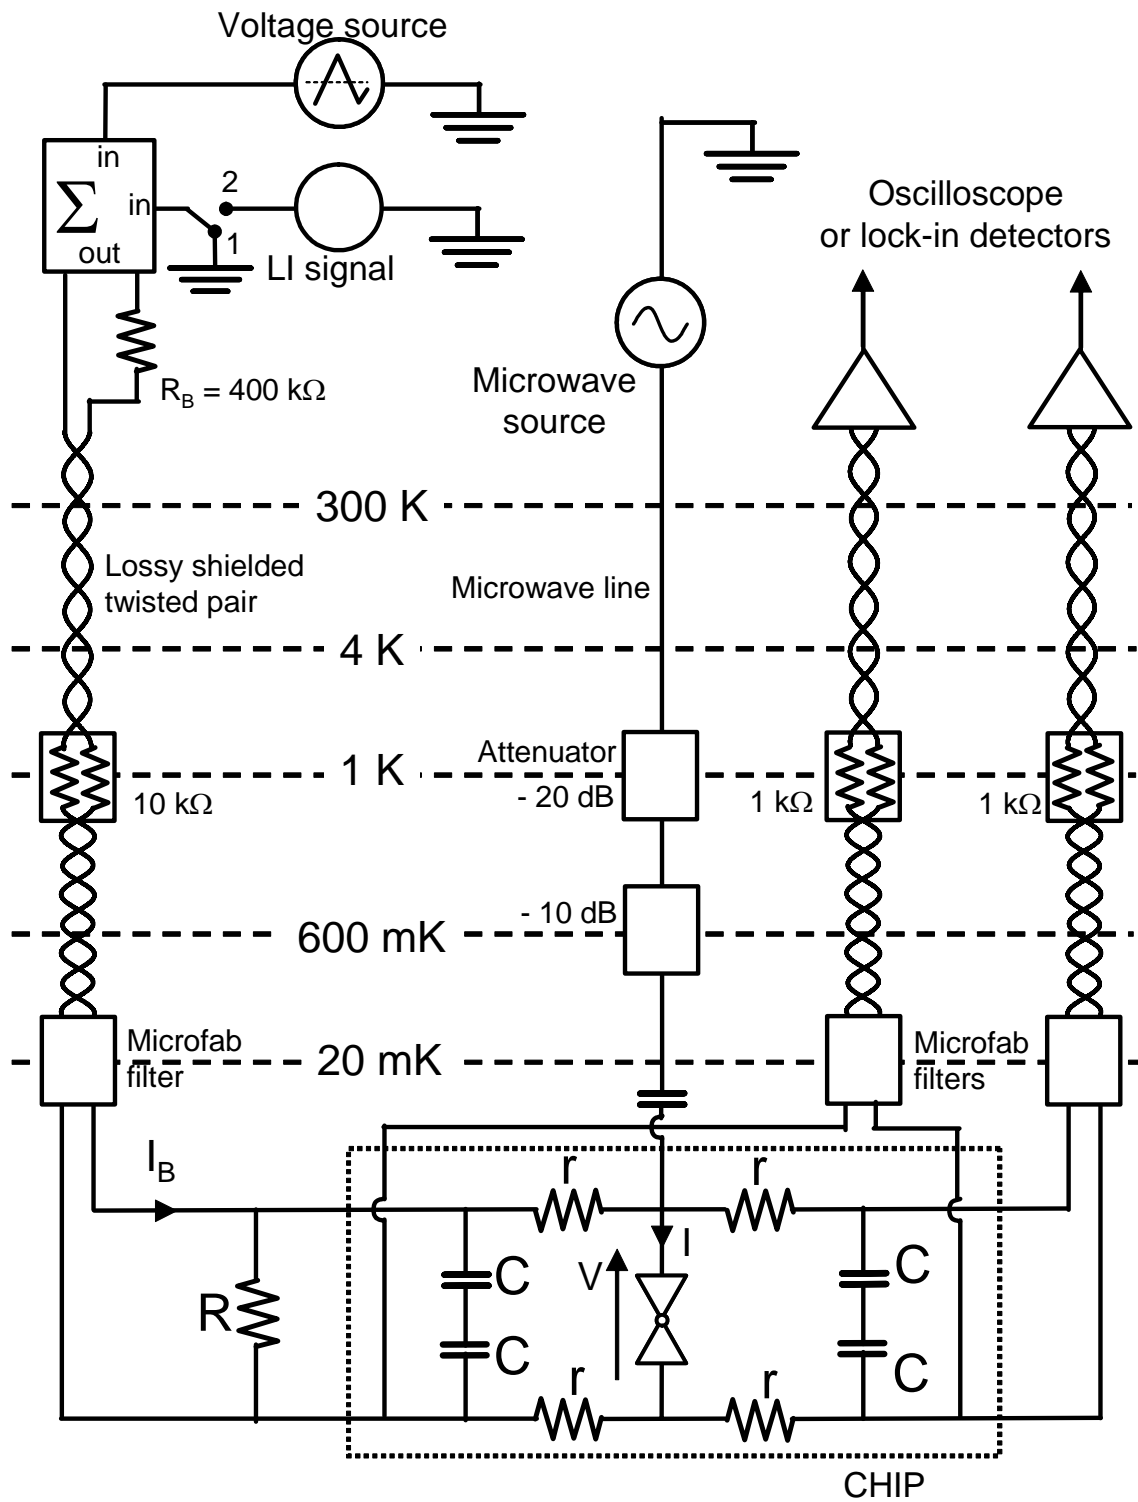 Voltage source
in
Σ
in
out
2
1
LI signal
R_B = 400 kΩ
Microwave
source
Oscilloscope
or lock-in detectors
300 K
Lossy shielded
twisted pair
Microwave line
4 K
Attenuator
1 K
- 20 dB
10 kΩ
1 kΩ
1 kΩ
- 10 dB
600 mK
Microfab
filter
20 mK
Microfab
filters
I_B
r
r
I
V
C
C
R
C
C
r
r
CHIP